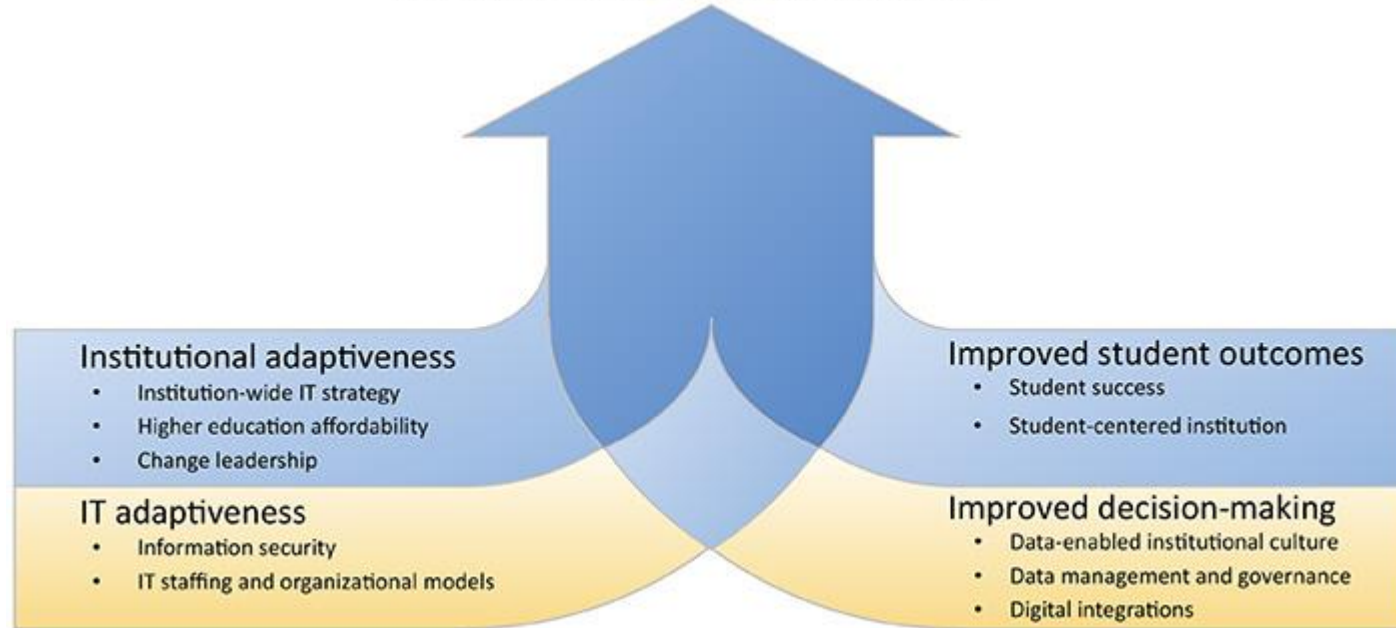 Institutional adaptiveness
• Institution-wide IT strategy
• Higher education affordability
• Change leadership
IT adaptiveness
• Information security
• IT staffing and organizational models
Improved student outcomes
• Student success
• Student-centered institution
Improved decision-making
• Data-enabled institutional culture
• Data management and governance
• Digital integrations